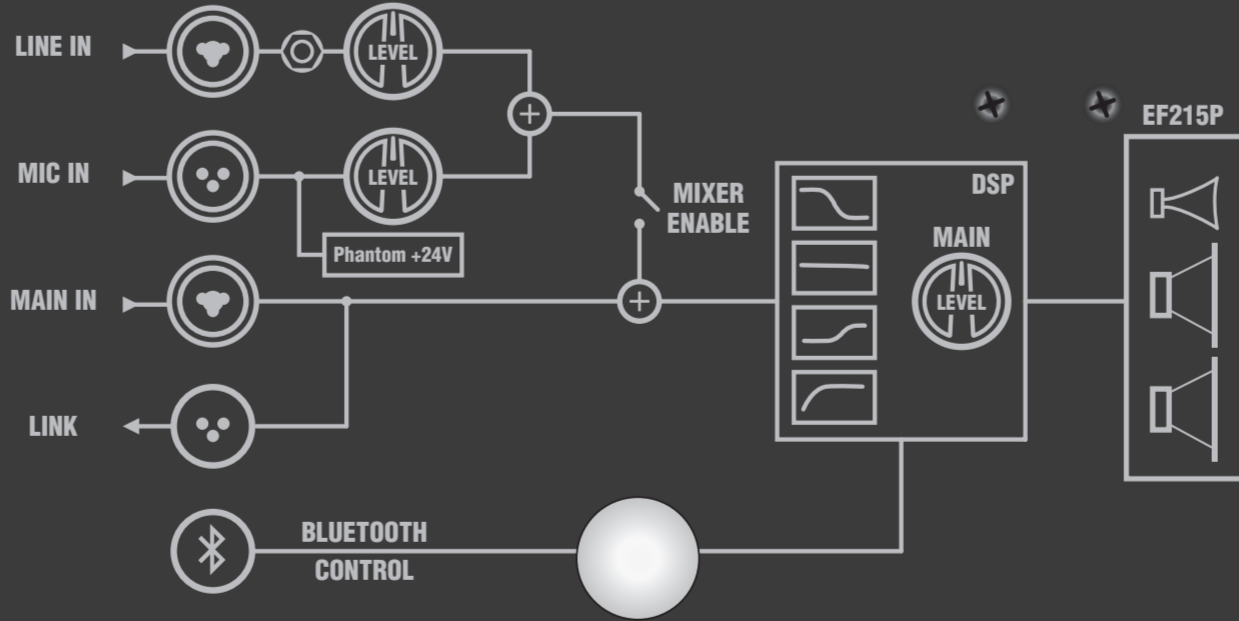 LINE IN
LEVEL
MIC IN
LEVEL
Phantom +24V
MIXER
ENABLE
MAIN IN
LINK
BLUETOOTH
CONTROL
DSP
MAIN
LEVEL
EF215P